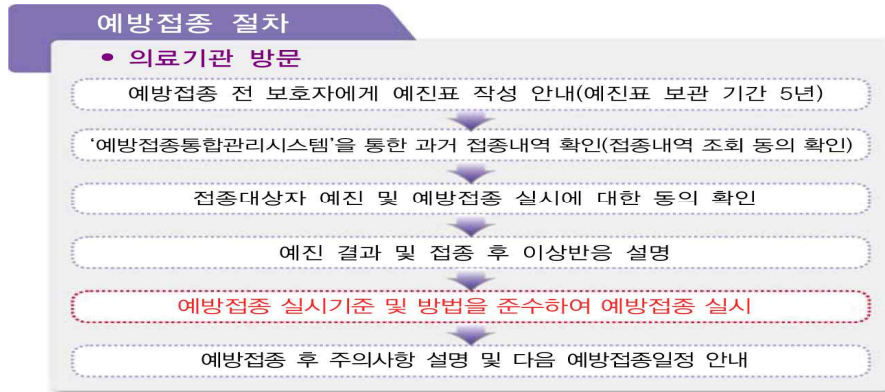 예방접종 절차
• 의료기관 방문
예방접종 전 보호자에게 예진표 작성 안내(예진표 보관 기간 5년)
‘예방접종통합관리시스템’을 통한 과거 접종내역 확인(접종내역 조회 동의 확인)
접종대상자 예진 및 예방접종 실시에 대한 동의 확인
예진 결과 및 접종 후 이상반응 설명
예방접종 실시기준 및 방법을 준수하여 예방접종 실시
예방접종 후 주의사항 설명 및 다음 예방접종일정 안내